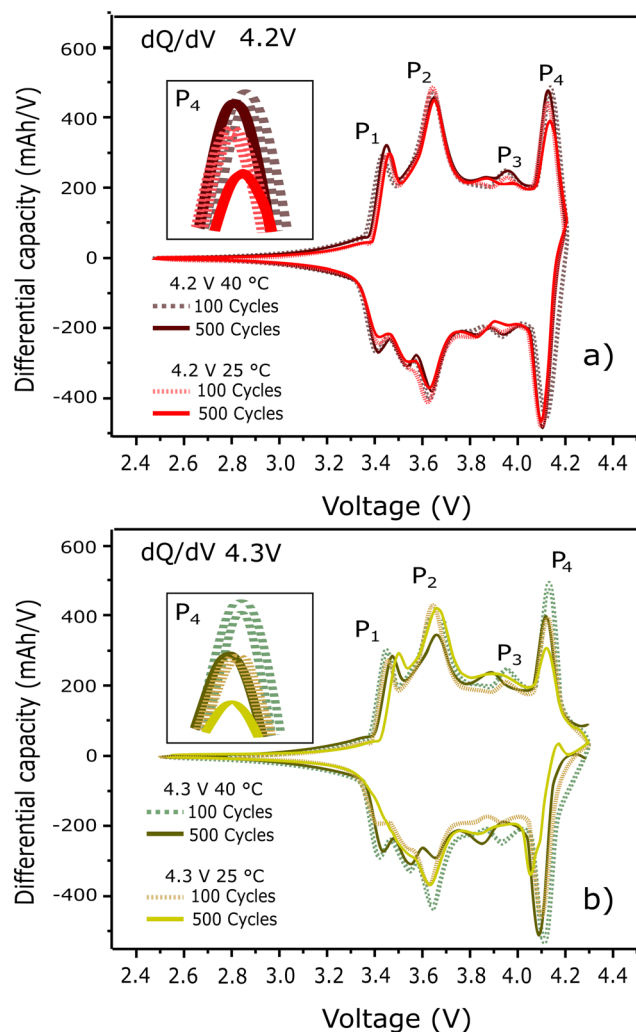 dQ/dV 4.2V
P2
P4
P4
P1
P3
600
400
200
0
-200
-400
Differential capacity (mAh/V)
4.2 V 40 °C
100 Cycles
500 Cycles
4.2 V 25 °C
100 Cycles
500 Cycles
a)
2.4 2.6 2.8 3.0 3.2 3.4 3.6 3.8 4.0 4.2 4.4
Voltage (V)
dQ/dV 4.3V
P4
P2
P4
P1
P3
600
400
200
0
-200
-400
Differential capacity (mAh/V)
4.3 V 40 °C
100 Cycles
500 Cycles
4.3 V 25 °C
100 Cycles
500 Cycles
b)
2.4 2.6 2.8 3.0 3.2 3.4 3.6 3.8 4.0 4.2 4.4
Voltage (V)